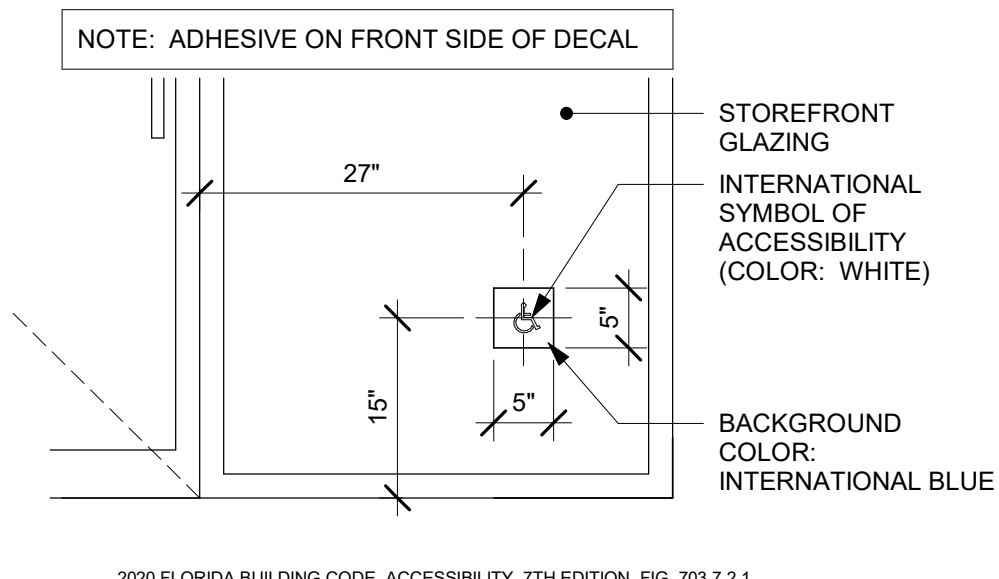 NOTE:  ADHESIVE ON FRONT SIDE OF DECAL
STOREFRONT
GLAZING
27"
INTERNATIONAL
SYMBOL OF
ACCESSIBILITY
(COLOR:  WHITE)
5"
15"
5"
BACKGROUND
COLOR:
INTERNATIONAL BLUE
2020 FLORIDA BUILDING CODE, ACCESSIBILITY, 7TH EDITION, FIG. 703.7.2.1